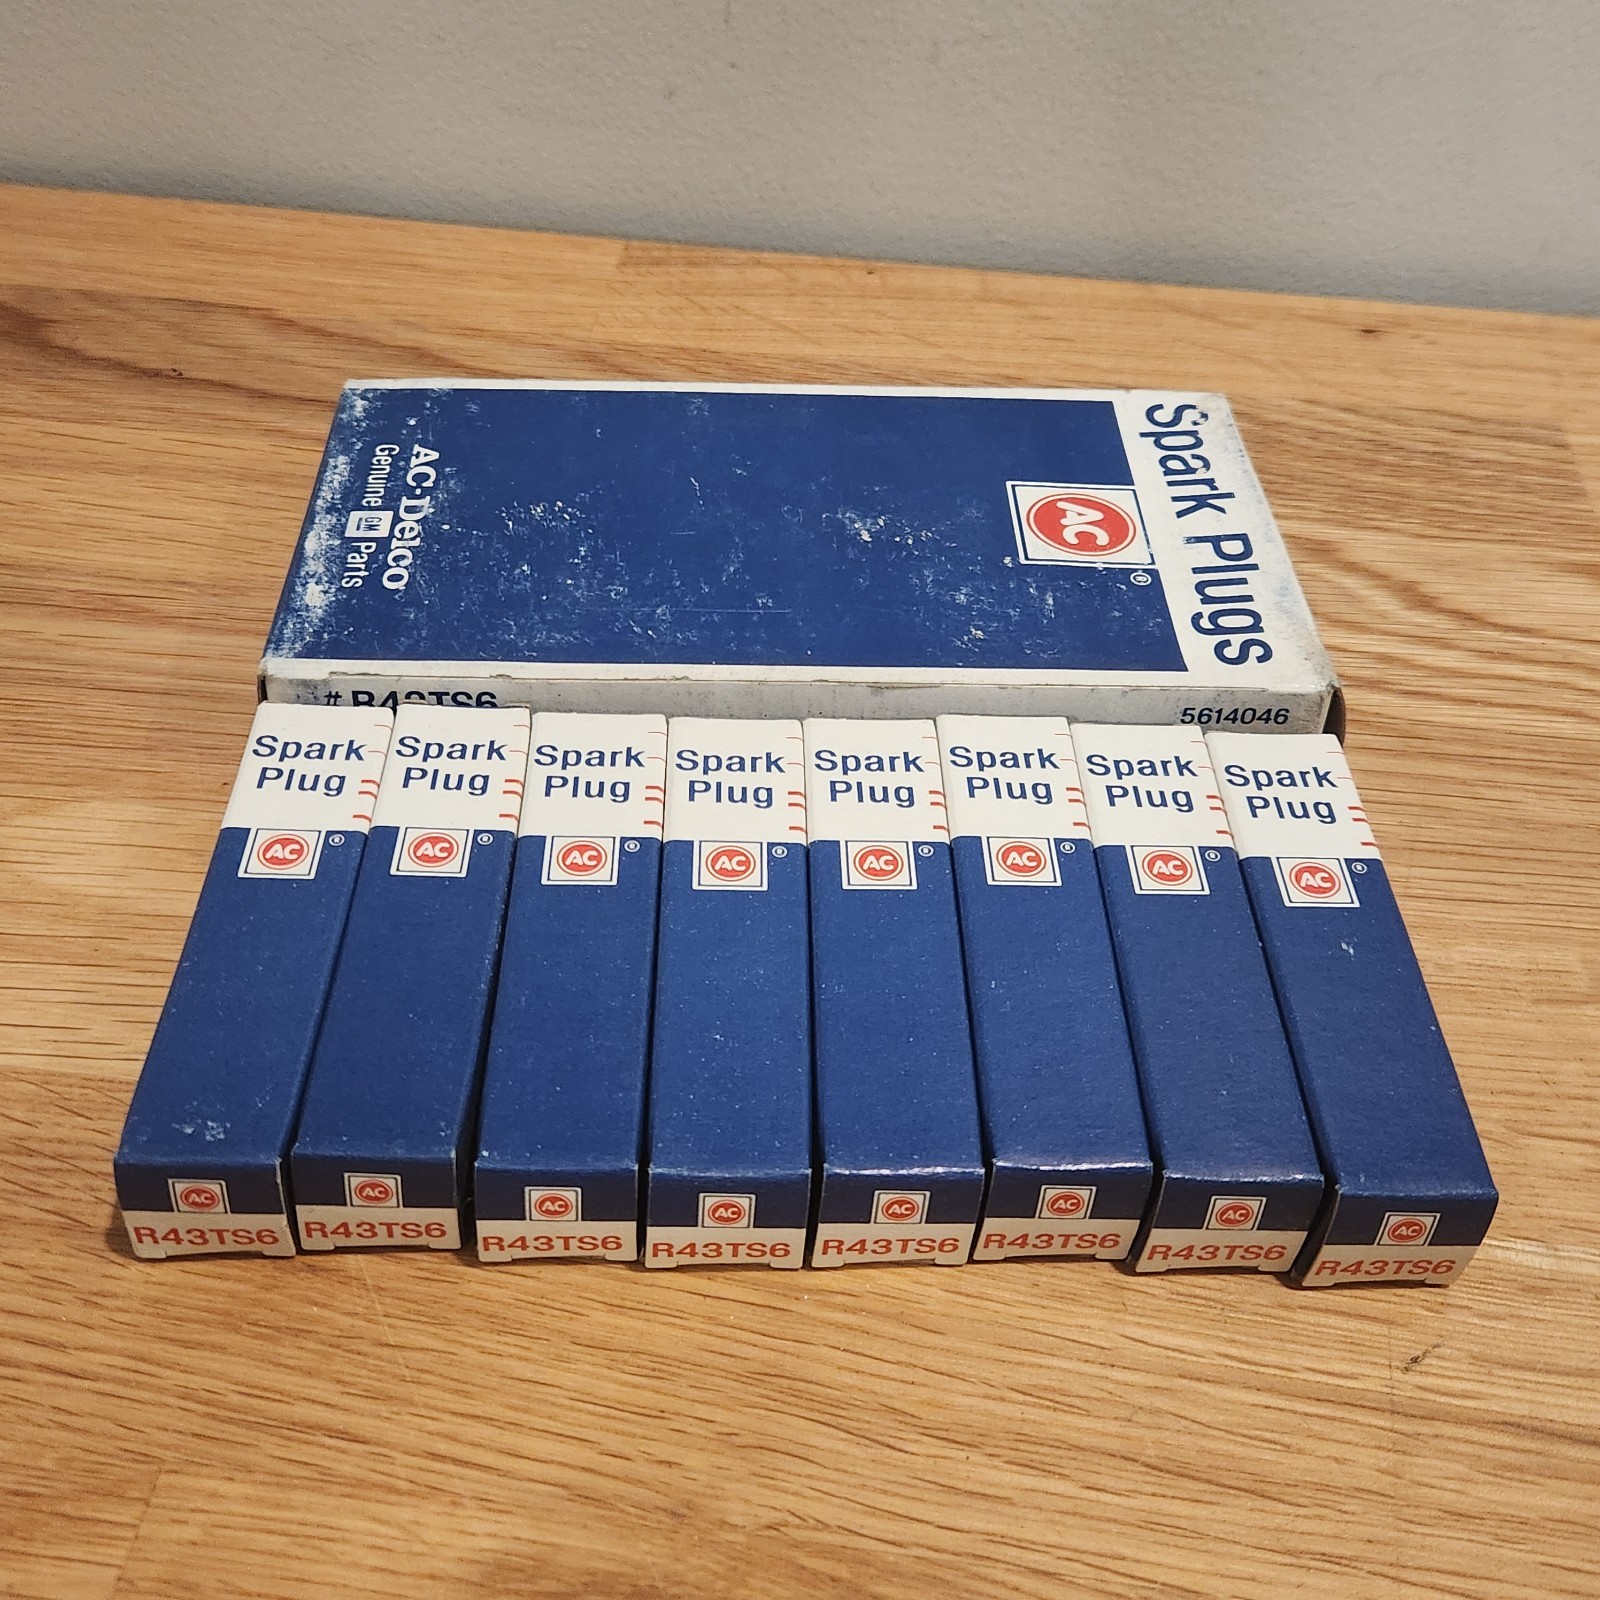 Spark Plugs
AC
®
AC-Delco
Genuine GM Parts
# R43TS6
5614046
Spark
Plug
AC
®
AC
R43TS6
Spark
Plug
AC
®
AC
R43TS6
Spark
Plug
AC
®
AC
R43TS6
Spark
Plug
AC
®
AC
R43TS6
Spark
Plug
AC
®
AC
R43TS6
Spark
Plug
AC
®
AC
R43TS6
Spark
Plug
AC
®
AC
R43TS6
Spark
Plug
AC
®
AC
R43TS6